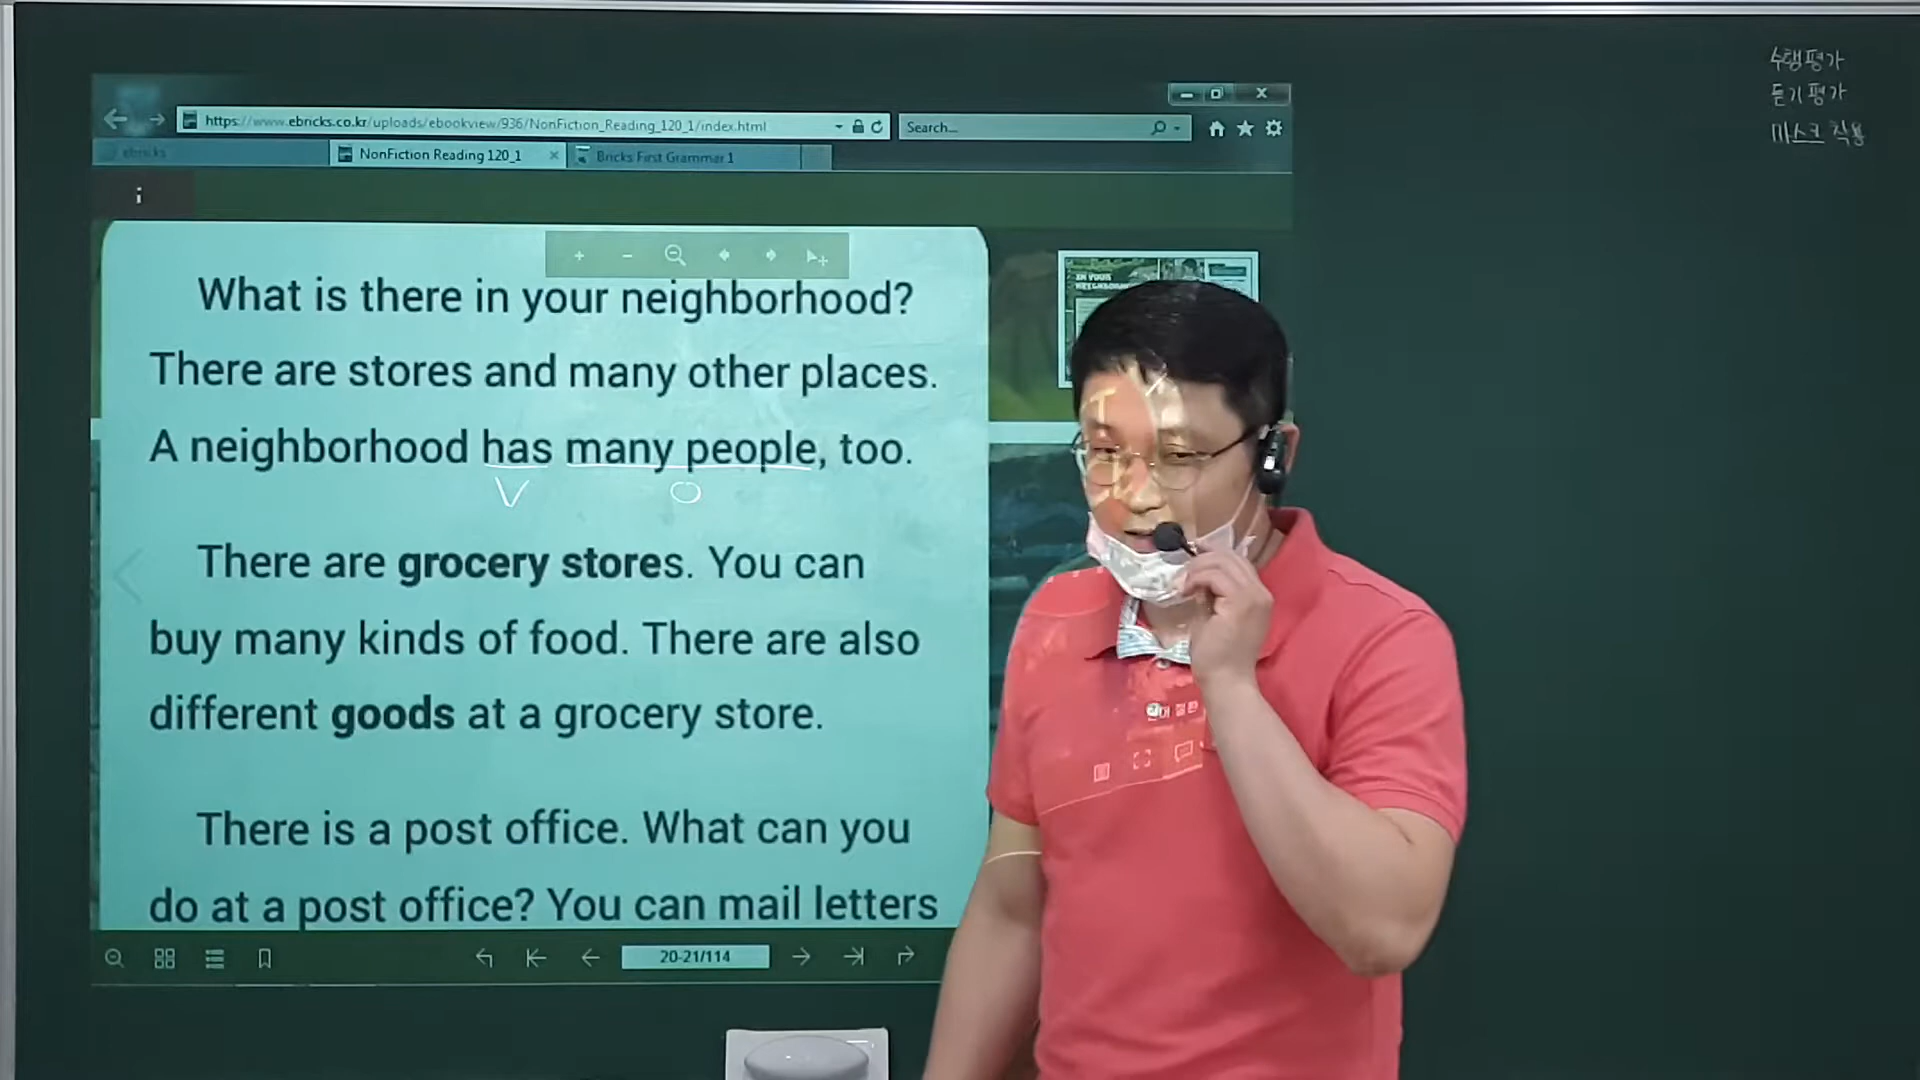 수행평가
듣기평가
마스크 착용
https://www.ebricks.co.kr/uploads/ebookview/936/NonFiction_Reading_120_1/index.html
Search...
ebricks
NonFiction Reading 120_1
Bricks First Grammar 1
i
IN YOUR
What is there in your neighborhood?
There are stores and many other places.
A neighborhood has many people, too.
V O
There are grocery stores. You can
buy many kinds of food. There are also
different goods at a grocery store.
There is a post office. What can you
do at a post office? You can mail letters
20-21/114